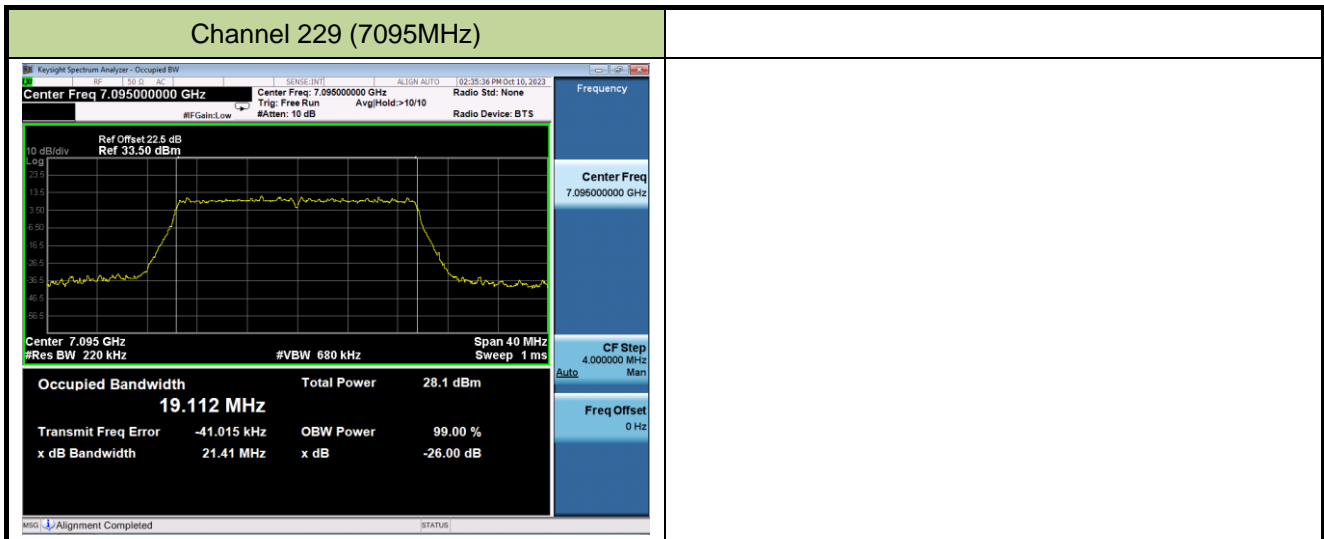 Channel 229 (7095MHz)
Keysight Spectrum Analyzer - Occupied BW
RF 50 Ω AC SENSE:INT ALIGN AUTO 02:35:36 PM Oct 10, 2023
Center Freq 7.095000000 GHz
Center Freq: 7.095000000 GHz
Radio Std: None
Trig: Free Run Avg|Hold:>10/10
#IFGain:Low #Atten: 10 dB Radio Device: BTS
Ref Offset 22.5 dB
10 dB/div Ref 33.50 dBm
Log
23.5
13.5
3.50
-6.50
-16.5
-26.5
-36.5
-46.5
-56.5
Center 7.095 GHz Span 40 MHz
#Res BW 220 kHz #VBW 680 kHz Sweep 1 ms
Occupied Bandwidth Total Power 28.1 dBm
19.112 MHz
Transmit Freq Error -41.015 kHz OBW Power 99.00 %
x dB Bandwidth 21.41 MHz x dB -26.00 dB
Frequency
Center Freq
7.095000000 GHz
CF Step
4.000000 MHz
Auto Man
Freq Offset
0 Hz
MSG Alignment Completed STATUS